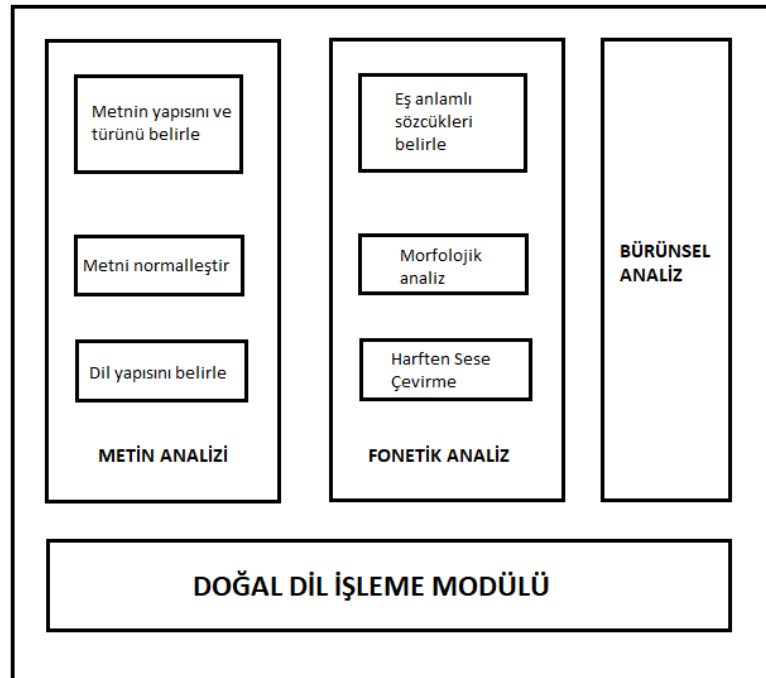 Metnin yapısını ve
türünü belirle
Metni normalleştir
Dil yapısını belirle
METİN ANALİZİ
Eş anlamlı
sözcükleri
belirle
Morfolojik
analiz
Harften Sese
Çevirme
FONETİK ANALİZ
BÜRÜNSEL
ANALİZ
DOĞAL DİL İŞLEME MODÜLÜ